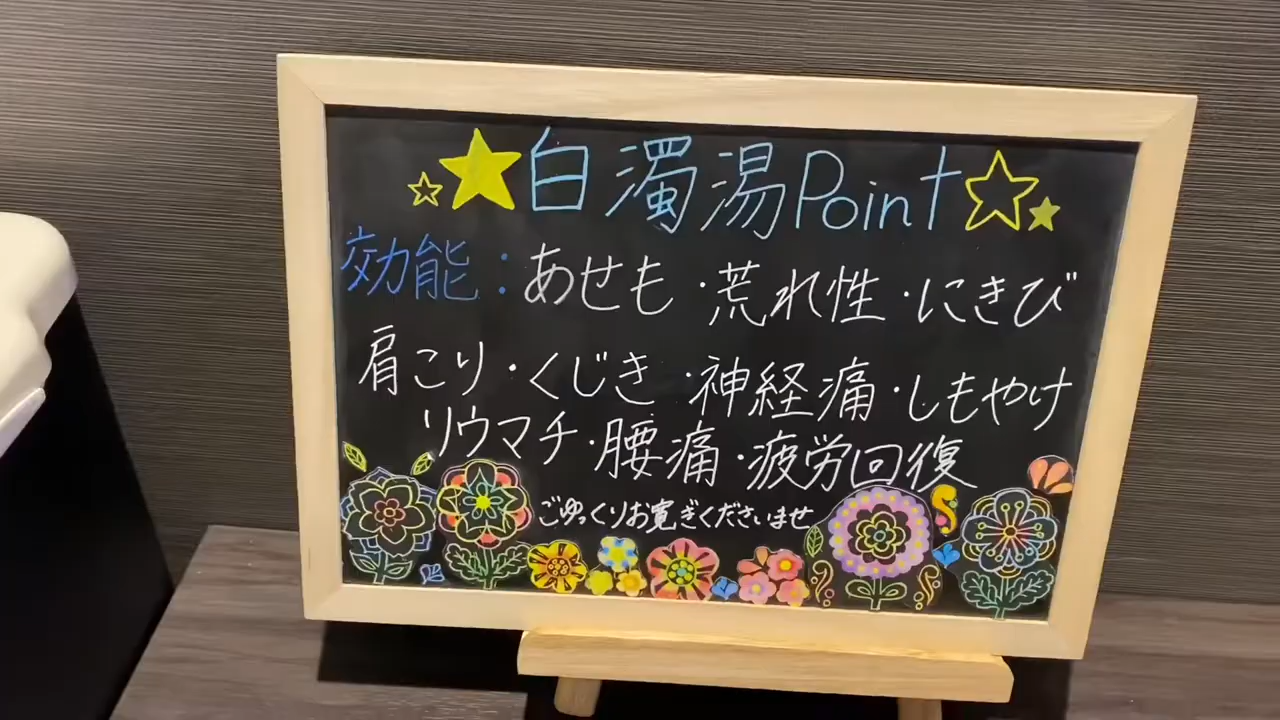 白濁湯Point
効能：あせも・荒れ性・にきび
肩こり・くじき・神経痛・しもやけ
リウマチ・腰痛・疲労回復
ごゆっくりお寛ぎくださいませ